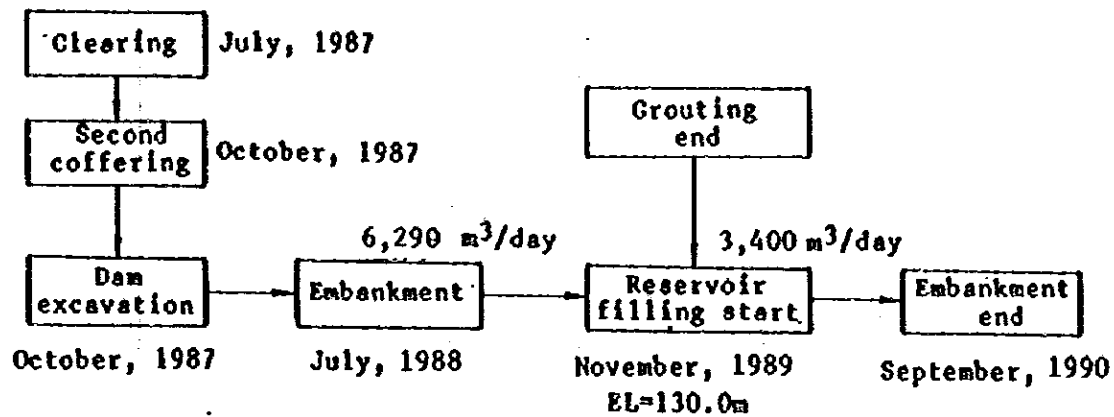 Clearing
July, 1987
Second
coffering
October, 1987
Grouting
end
6,290 m³/day
3,400 m³/day
Dam
excavation
Embankment
Reservoir
filling start
Embankment
end
October, 1987
July, 1988
November, 1989
EL=130.0m
September, 1990